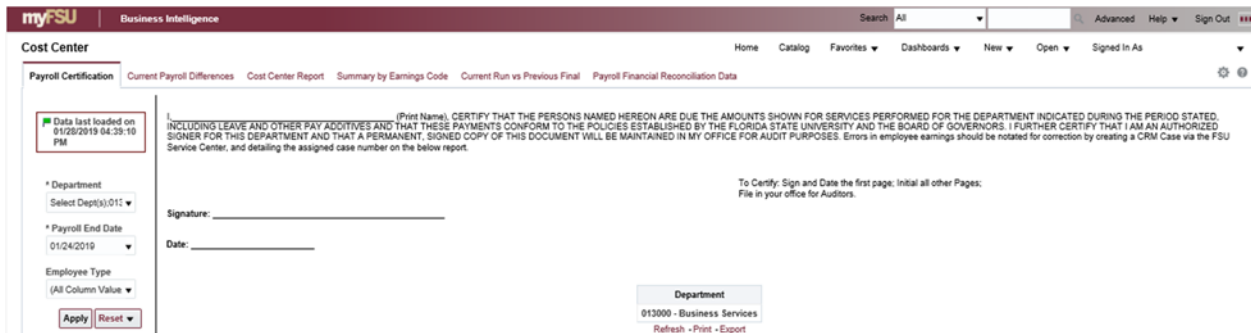 myFSU Business Intelligence Search All Advanced Help Sign Out
Cost Center Home Catalog Favorites Dashboards New Open Signed In As
Payroll Certification Current Payroll Differences Cost Center Report Summary by Earnings Code Current Run vs Previous Final Payroll Financial Reconciliation Data
Data last loaded on
01/28/2019 04:39:10
PM
I,____________________(Print Name), CERTIFY THAT THE PERSONS NAMED HEREON ARE DUE THE AMOUNTS SHOWN FOR SERVICES PERFORMED FOR THE DEPARTMENT INDICATED DURING THE PERIOD STATED,
INCLUDING LEAVE AND OTHER PAY ADDITIVES AND THAT THESE PAYMENTS CONFORM TO THE POLICIES ESTABLISHED BY THE FLORIDA STATE UNIVERSITY AND THE BOARD OF GOVERNORS. I FURTHER CERTIFY THAT I AM AN AUTHORIZED
SIGNER FOR THIS DEPARTMENT AND THAT A PERMANENT, SIGNED COPY OF THIS DOCUMENT WILL BE MAINTAINED IN MY OFFICE FOR AUDIT PURPOSES. Errors in employee earnings should be notated for correction by creating a CRM Case via the FSU
Service Center, and detailing the assigned case number on the below report.
To Certify: Sign and Date the first page; Initial all other Pages;
File in your office for Auditors.
* Department
Select Dept(s);013
Signature: ____________________
* Payroll End Date
01/24/2019
Date: ____________________
Employee Type
(All Column Value
Apply Reset
Department
013000 - Business Services
Refresh - Print - Export